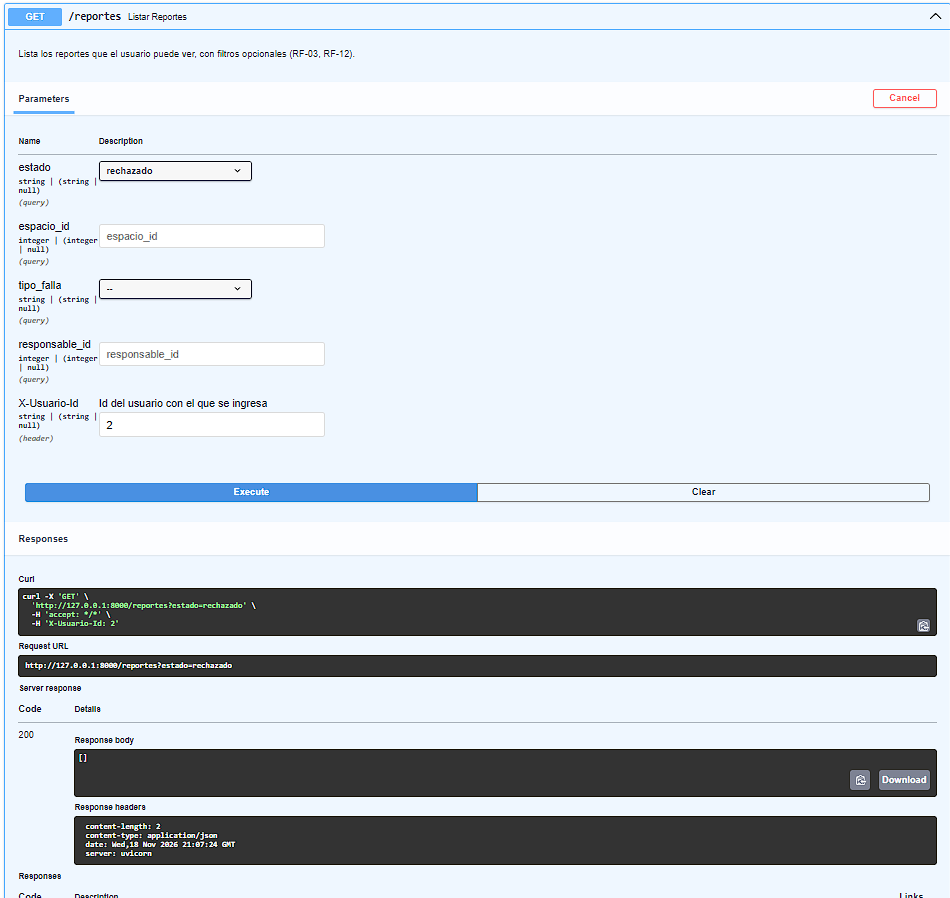 GET /reportes Listar Reportes
Lista los reportes que el usuario puede ver, con filtros opcionales (RF-03, RF-12).
Parameters
Cancel
Name Description
estado
string | (string |
null)
(query)
rechazado
espacio_id
integer | (integer
| null)
(query)
espacio_id
tipo_falla
string | (string |
null)
(query)
--
responsable_id
integer | (integer
| null)
(query)
responsable_id
X-Usuario-Id
string | (string |
null)
(header)
Id del usuario con el que se ingresa
2
Execute
Clear
Responses
Curl
curl -X 'GET' \
'http://127.0.0.1:8000/reportes?estado=rechazado' \
-H 'accept: */*' \
-H 'X-Usuario-Id: 2'
Request URL
http://127.0.0.1:8000/reportes?estado=rechazado
Server response
Code Details
200
Response body
[]
Download
Response headers
content-length: 2
content-type: application/json
date: Wed,18 Nov 2026 21:07:24 GMT
server: uvicorn
Responses
Code Description Links